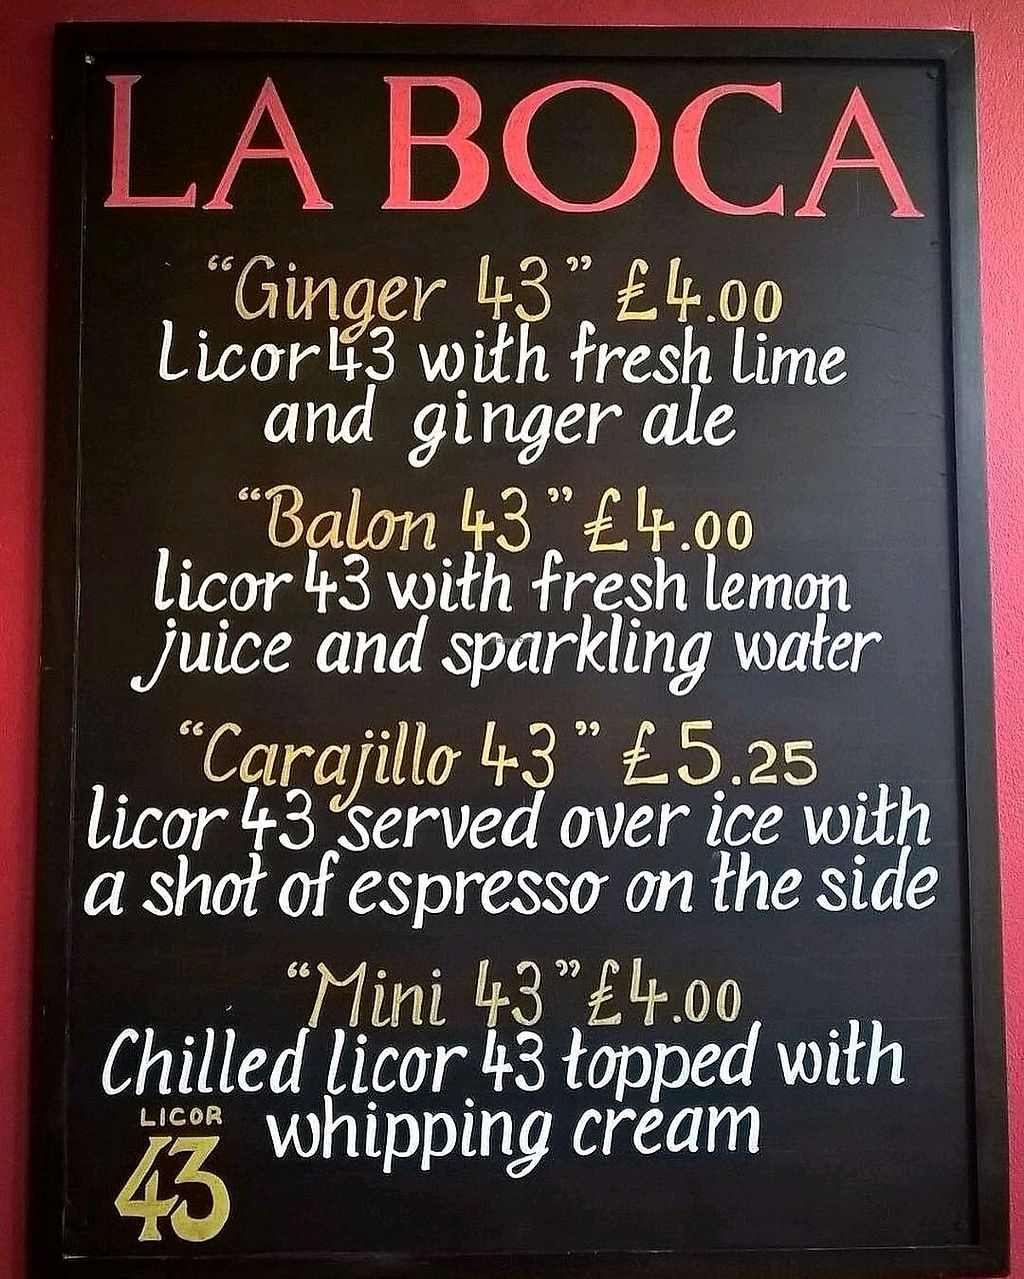 LA BOCA
“Ginger 43” £4.00
Licor 43 with fresh lime
and ginger ale
“Balon 43” £4.00
licor 43 with fresh lemon
juice and sparkling water
“Carajillo 43” £5.25
licor 43 served over ice with
a shot of espresso on the side
“Mini 43” £4.00
Chilled licor 43 topped with
whipping cream
LICOR
43